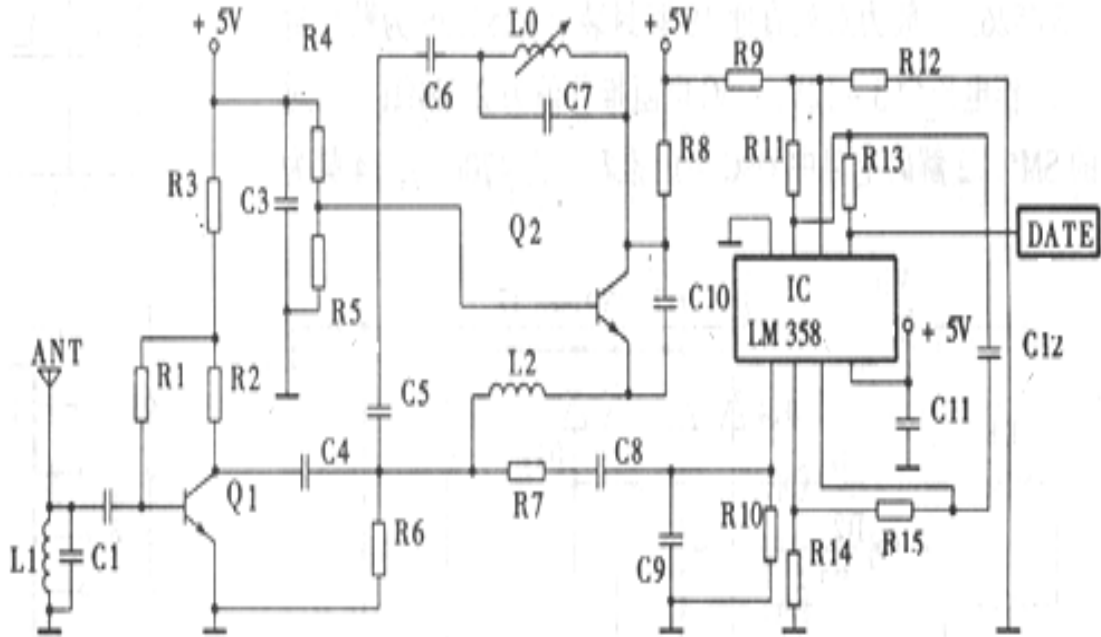 + 5V
R4
L0
+ 5V
R9
R12
C6
C7
R8
R11
R13
R3
C3
Q2
DATE
R5
C10
IC
LM 358
+ 5V
C12
ANT
R1
R2
L2
C5
C11
C4
C8
Q1
R7
R10
R6
R15
L1
C1
C9
R14